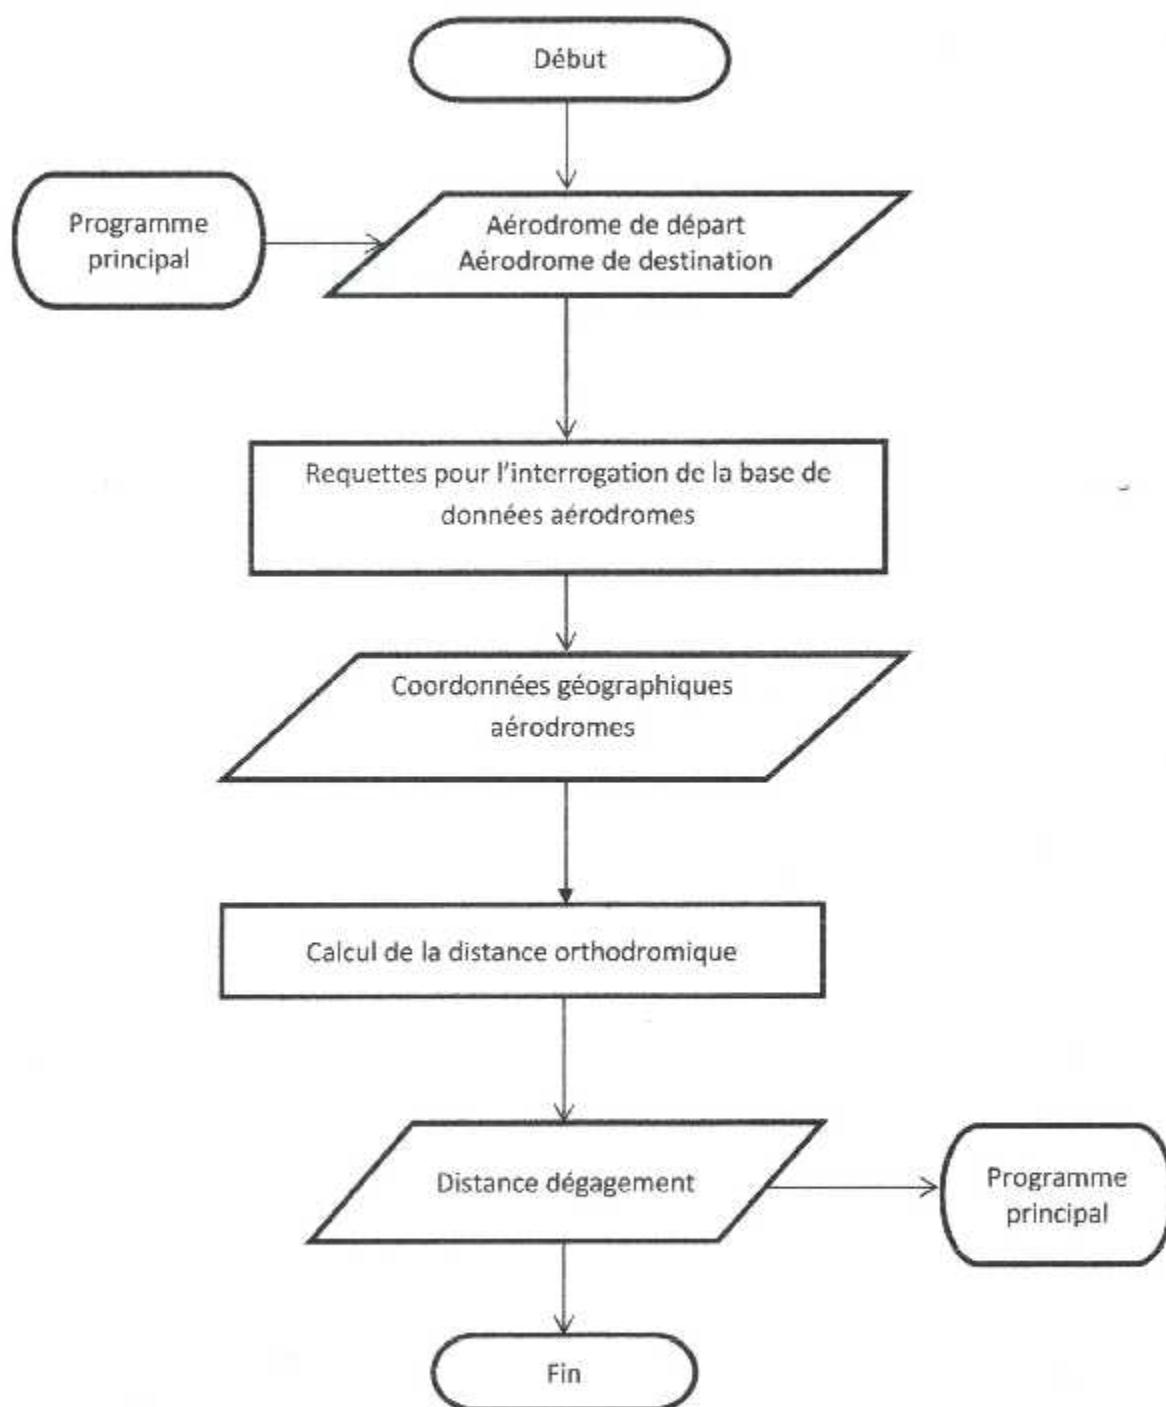 Début
Programme
principal
Aérodrome de départ
Aérodrome de destination
Requettes pour l'interrogation de la base de
données aérodromes
Coordonnées géographiques
aérodromes
Calcul de la distance orthodromique
Distance dégagement
Programme
principal
Fin